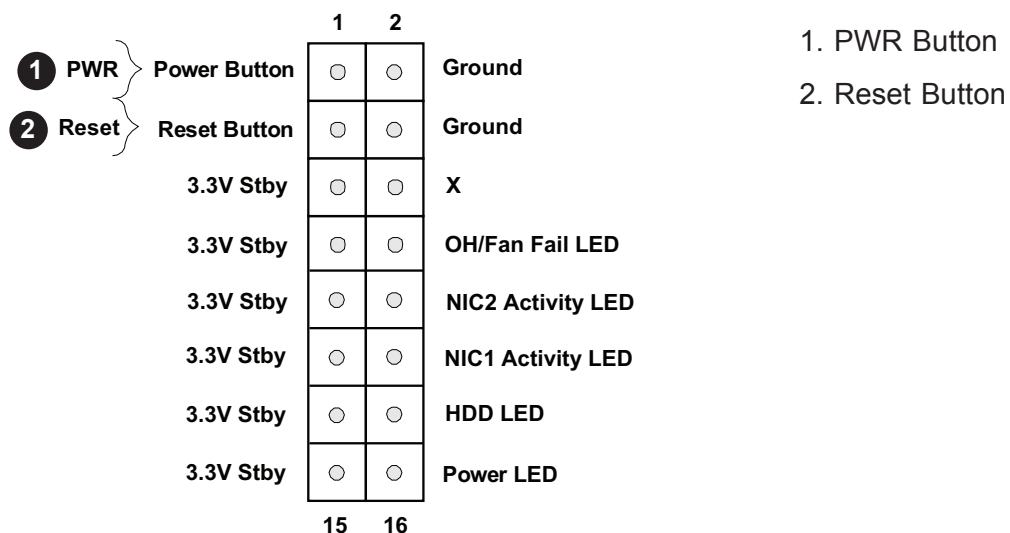 1 2
1 PWR Power Button Ground
2 Reset Reset Button Ground
3.3V Stby X
3.3V Stby OH/Fan Fail LED
3.3V Stby NIC2 Activity LED
3.3V Stby NIC1 Activity LED
3.3V Stby HDD LED
3.3V Stby Power LED
15 16
1. PWR Button
2. Reset Button